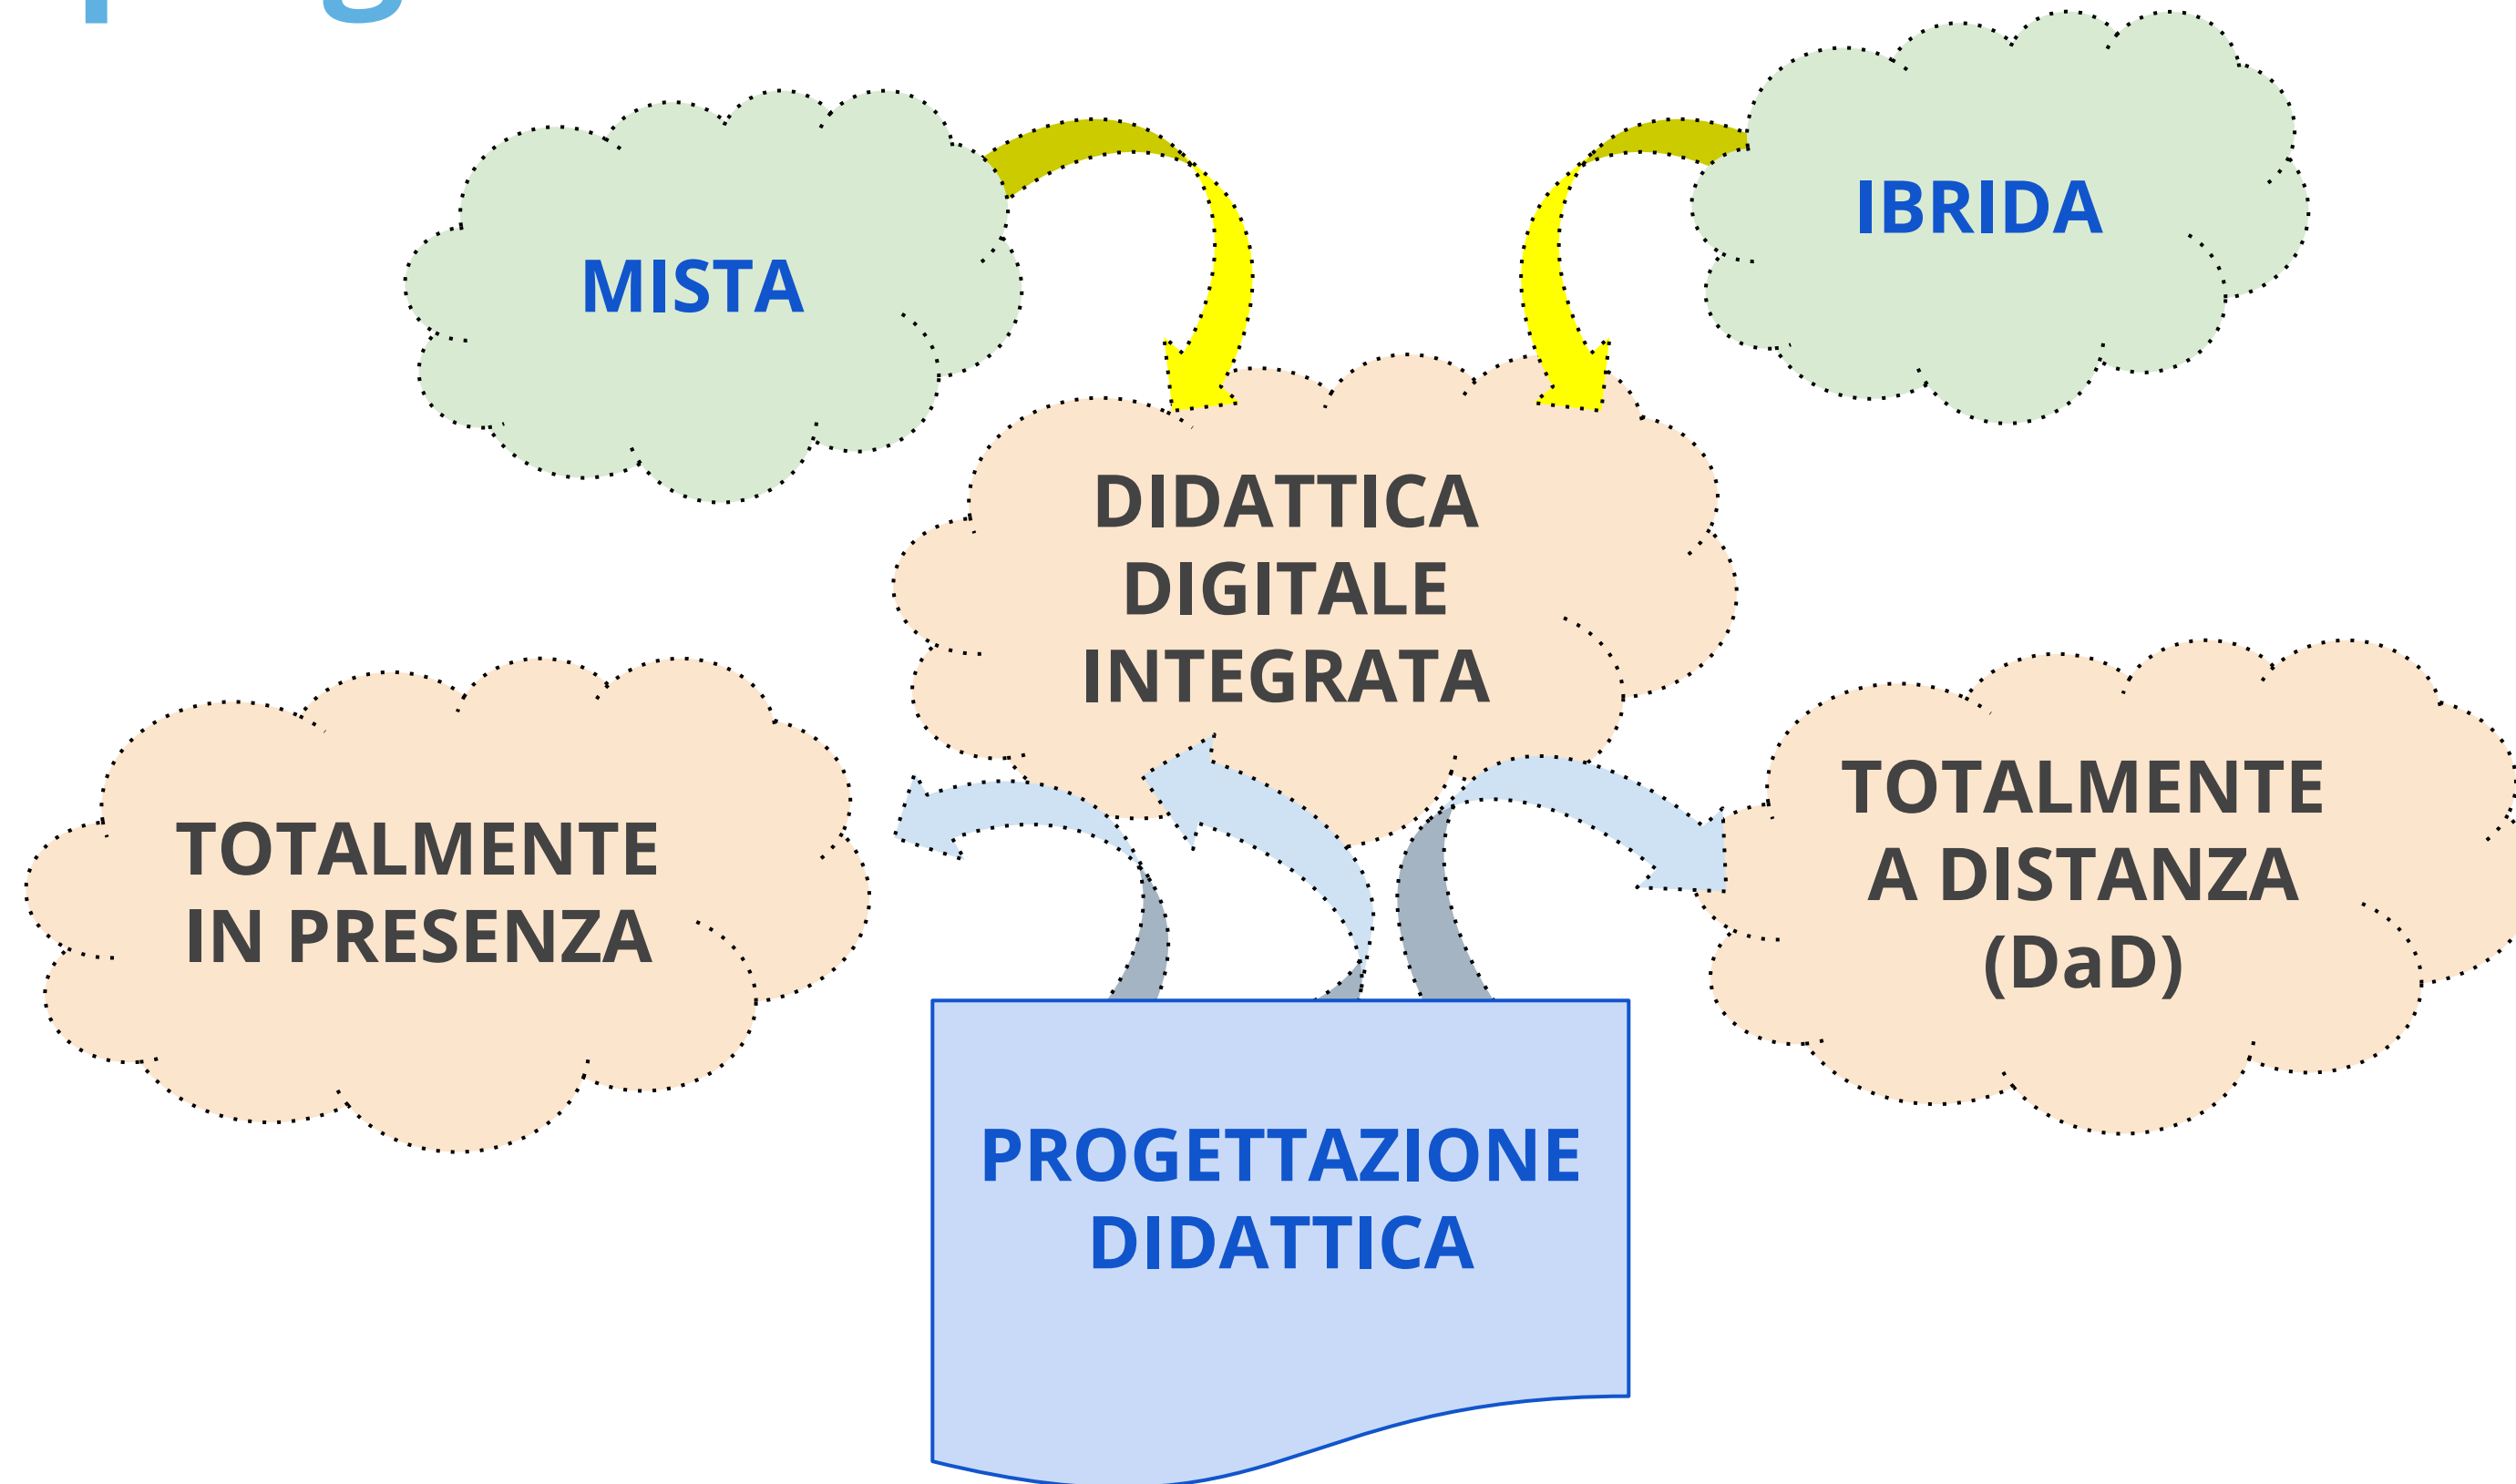 MISTA
IBRIDA
DIDATTICA
DIGITALE
INTEGRATA
TOTALMENTE
IN PRESENZA
TOTALMENTE
A DISTANZA
(DaD)
PROGETTAZIONE
DIDATTICA